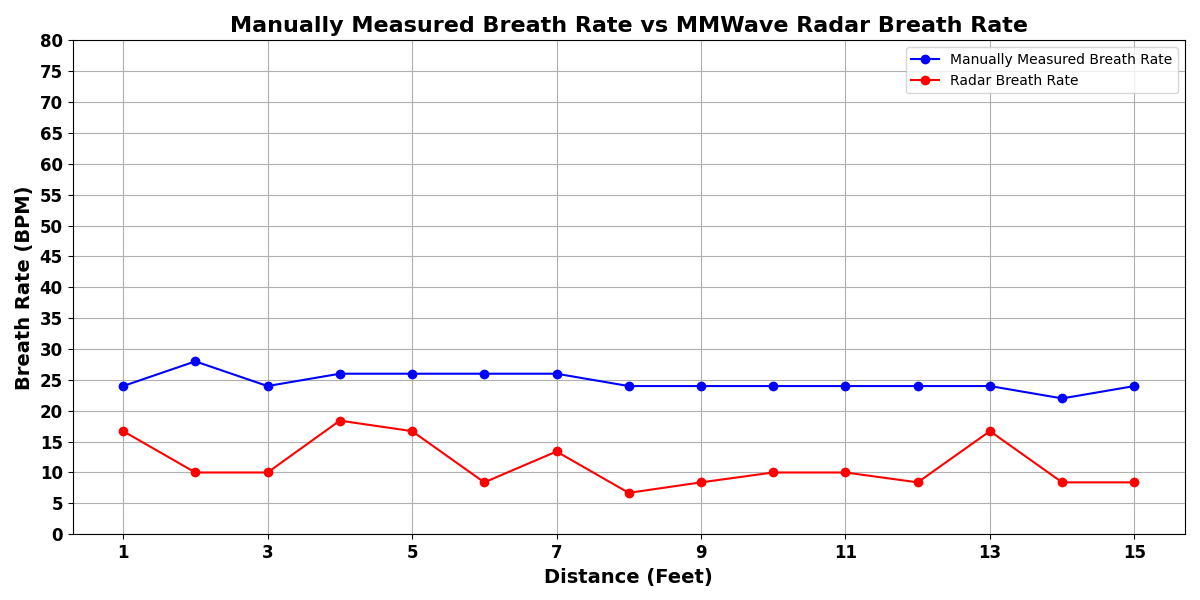 Manually Measured Breath Rate vs MMWave Radar Breath Rate
Manually Measured Breath Rate
Radar Breath Rate
Breath Rate (BPM)
80
75
70
65
60
55
50
45
40
35
30
25
20
15
10
5
0
1 3 5 7 9 11 13 15
Distance (Feet)